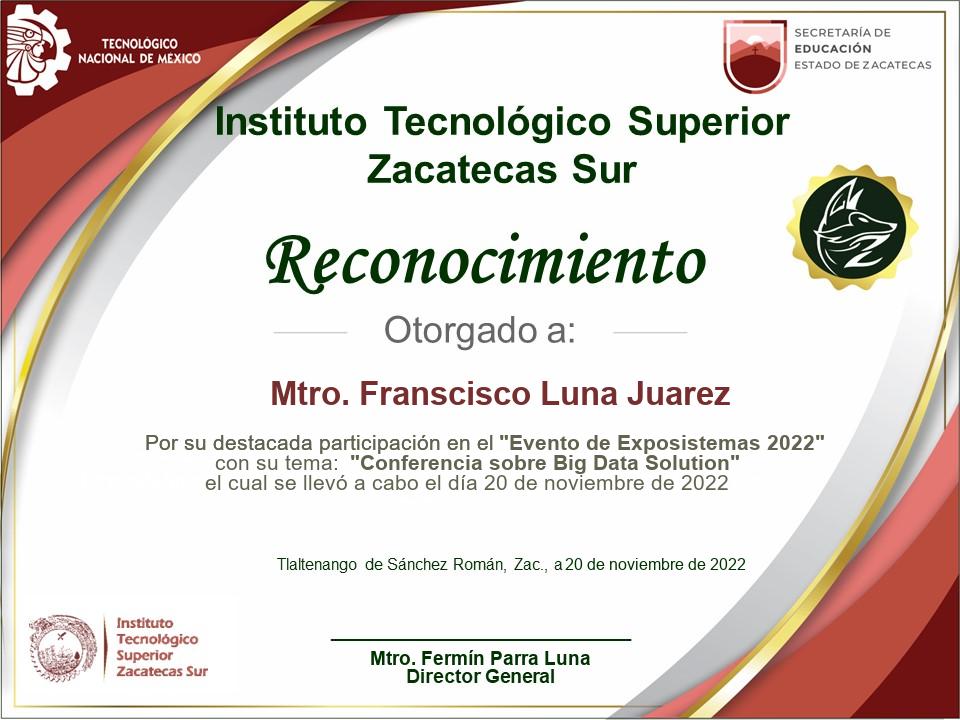 TECNOLÓGICO
NACIONAL DE MÉXICO
SECRETARÍA DE
EDUCACIÓN
ESTADO DE ZACATECAS
Instituto Tecnológico Superior
Zacatecas Sur
Reconocimiento
Otorgado a:
Mtro. Franscisco Luna Juarez
Por su destacada participación en el "Evento de Exposistemas 2022"
con su tema: "Conferencia sobre Big Data Solution"
el cual se llevó a cabo el día 20 de noviembre de 2022
Tlaltenango de Sánchez Román, Zac., a 20 de noviembre de 2022
Instituto
Tecnológico
Superior
Zacatecas Sur
Mtro. Fermín Parra Luna
Director General